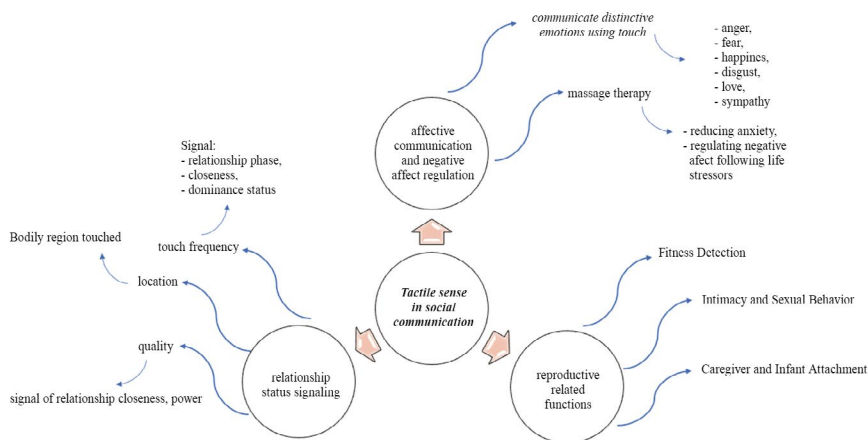 communicate distinctive
emotions using touch
- anger,
- fear,
- happines,
- disgust,
- love,
- sympathy
massage therapy
- reducing anxiety,
- regulating negative
afect following life
stressors
affective
communication
and negative
affect regulation
Signal:
- relationship phase,
- closeness,
- dominance status
touch frequency
Bodily region touched
location
quality
signal of relationship closeness, power
relationship
status signaling
Tactile sense
in social
communication
Fitness Detection
Intimacy and Sexual Behavior
Caregiver and Infant Attachment
reproductive
related
functions